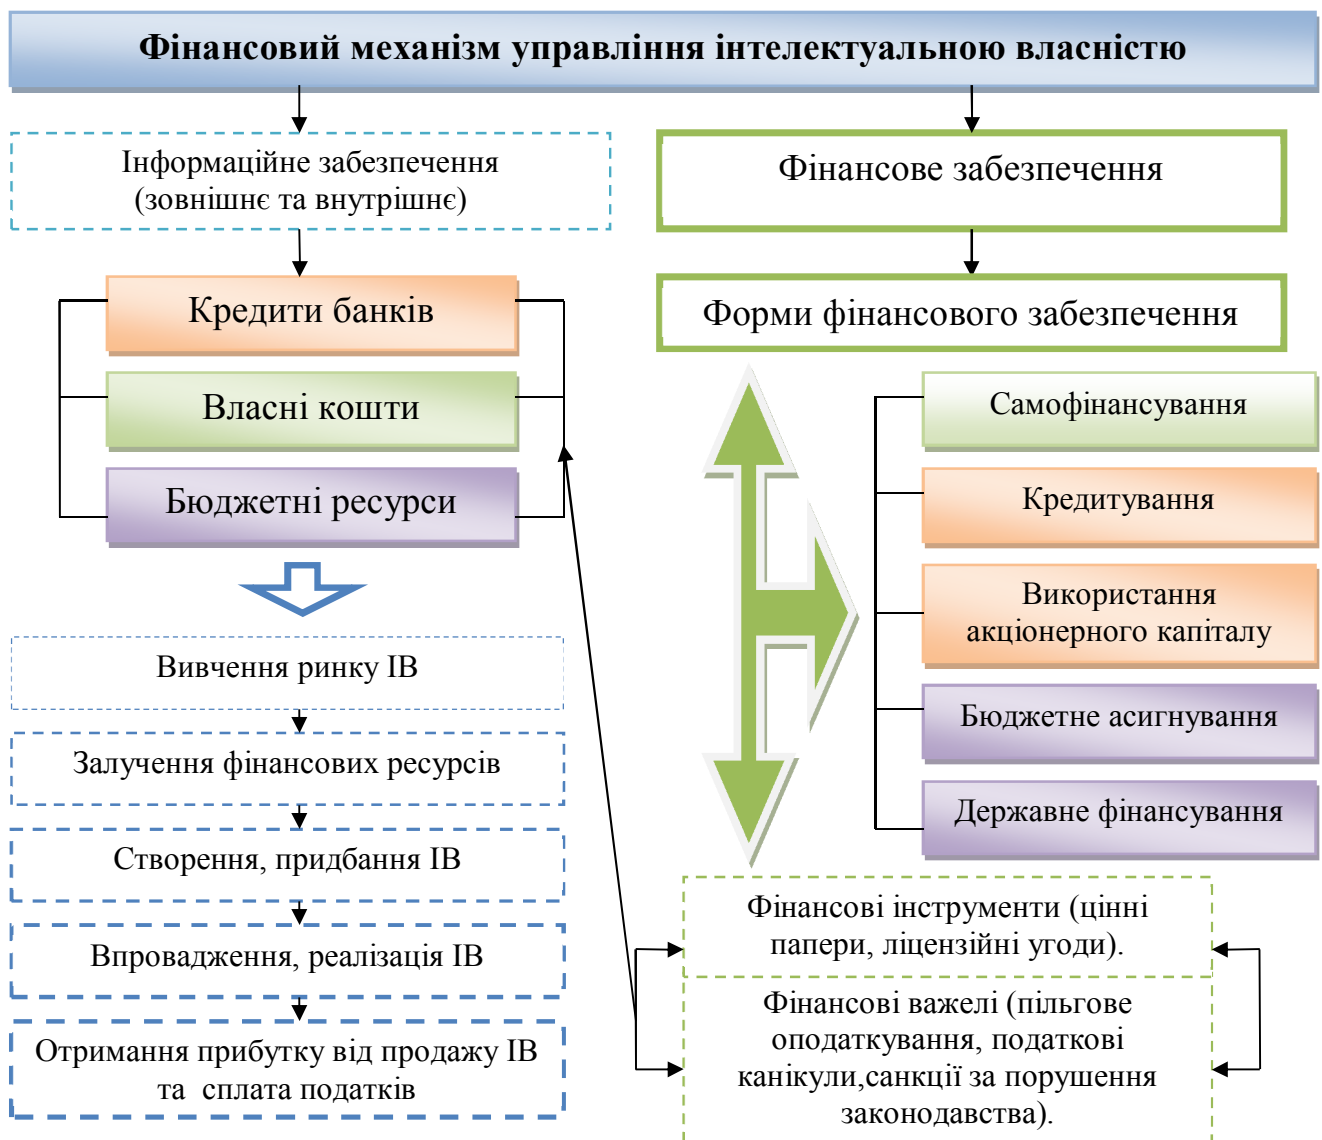 Фінансовий механізм управління інтелектуальною власністю
Інформаційне забезпечення
(зовнішнє та внутрішнє)
Кредити банків
Власні кошти
Бюджетні ресурси
Вивчення ринку ІВ
Залучення фінансових ресурсів
Створення, придбання ІВ
Впровадження, реалізація ІВ
Отримання прибутку від продажу ІВ
та сплата податків
Фінансове забезпечення
Форми фінансового забезпечення
Самофінансування
Кредитування
Використання
акціонерного капіталу
Бюджетне асигнування
Державне фінансування
Фінансові інструменти (цінні
папери, ліцензійні угоди).
Фінансові важелі (пільгове
оподаткування, податкові
канікули,санкції за порушення
законодавства).